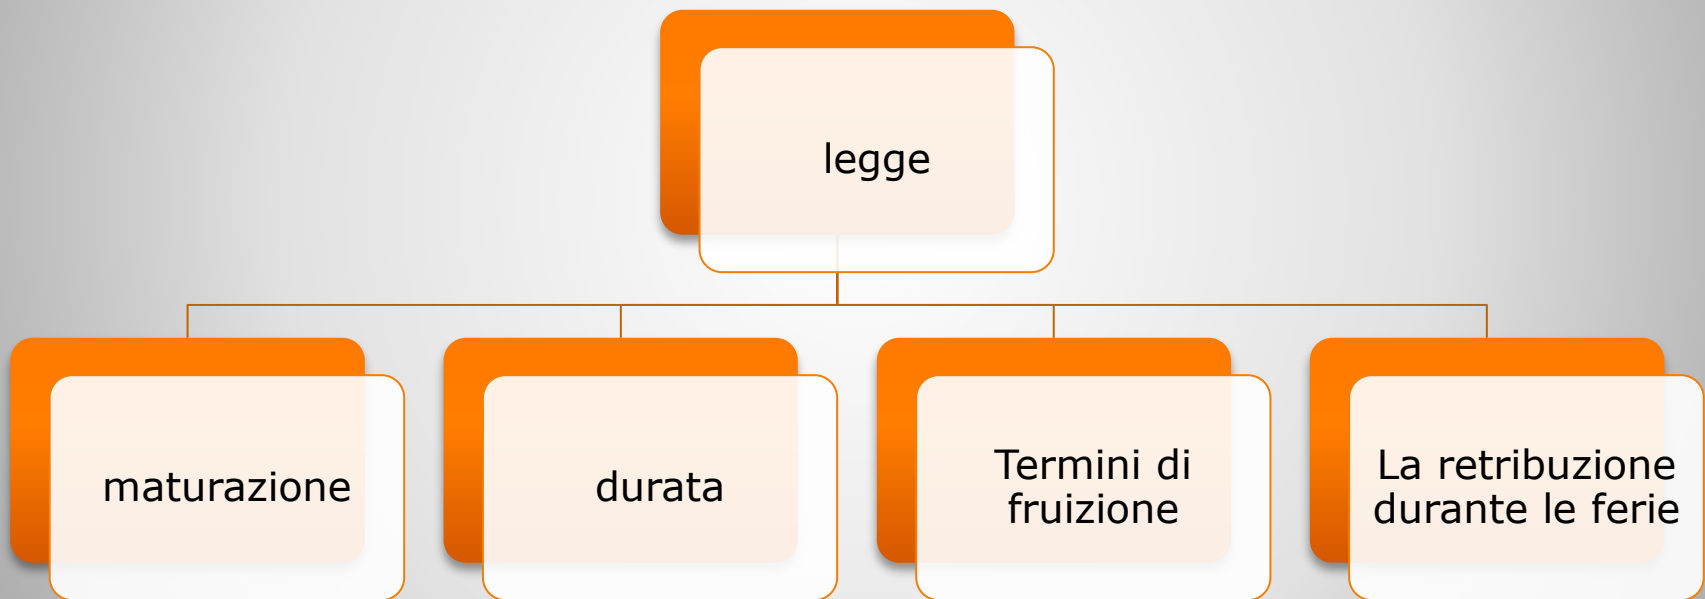 legge
maturazione
durata
Termini di
fruizione
La retribuzione
durante le ferie